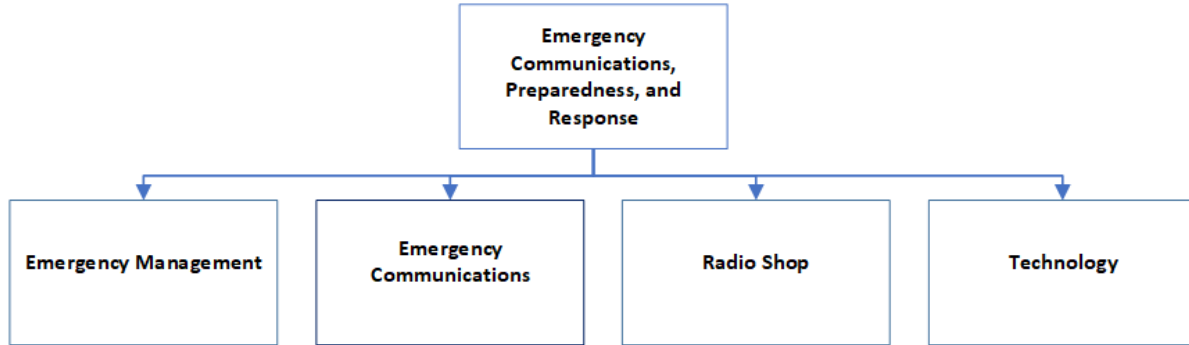 Emergency
Communications,
Preparedness, and
Response
Emergency Management
Emergency
Communications
Radio Shop
Technology